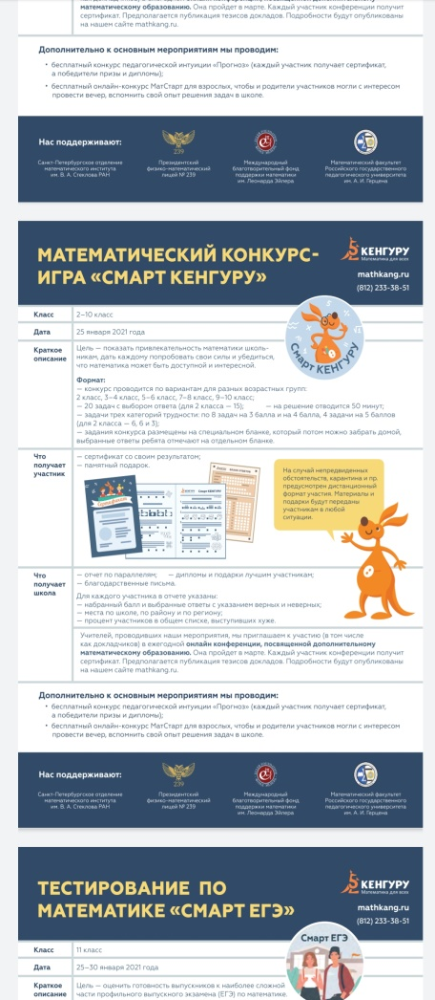 математическому образованию. Она пройдет в марте. Каждый участник конференции получит
сертификат. Предполагается публикация тезисов докладов. Подробности будут опубликованы
на нашем сайте mathkang.ru.
Дополнительно к основным мероприятиям мы проводим:
• бесплатный конкурс педагогической интуиции «Прогноз» (каждый участник получает сертификат,
а победители призы и дипломы);
• бесплатный онлайн-конкурс МатСтарт для взрослых, чтобы и родители участников могли с интересом
провести вечер, вспомнить свой опыт решения задач в школе.
Нас поддерживают:
239
Санкт-Петербургское отделение
математического института
им. В. А. Стеклова РАН
Президентский
физико-математический
лицей № 239
Международный
благотворительный фонд
поддержки математики
им. Леонарда Эйлера
Математический факультет
Российского государственного
педагогического университета
им. А. И. Герцена
МАТЕМАТИЧЕСКИЙ КОНКУРС-
ИГРА «СМАРТ КЕНГУРУ»
КЕНГУРУ
Математика для всех
mathkang.ru
(812) 233-38-51
Класс
2–10 класс
Дата
25 января 2021 года
Смарт КЕНГУРУ
Краткое
описание
Цель — показать привлекательность математики школь-
никам, дать каждому попробовать свои силы и убедиться,
что математика может быть доступной и интересной.
Формат:
— конкурс проводится по вариантам для разных возрастных групп:
2 класс, 3–4 класс, 5–6 класс, 7–8 класс, 9–10 класс;
— 20 задач с выбором ответа (для 2 класса — 15); — на решение отводится 50 минут;
— задачи трех категорий трудности: по 8 задач на 3 балла и на 4 балла, 4 задачи на 5 баллов
(для 2 класса — 6, 6 и 3);
— задания конкурса размещены на специальном бланке, который потом можно забрать домой,
выбранные ответы ребята отмечают на отдельном бланке.
Что
получает
участник
— сертификат со своим результатом;
— памятный подарок.
Сертификат
Смарт КЕНГУРУ
На случай непредвиденных
обстоятельств, карантина и пр.
предусмотрен дистанционный
формат участия. Материалы и
подарки будут переданы
участникам в любой
ситуации.
Что
получает
школа
— отчет по параллелям; — дипломы и подарки лучшим участникам;
— благодарственные письма.
Для каждого участника в отчете указаны:
— набранный балл и выбранные ответы с указанием верных и неверных;
— места по школе, по району и по региону;
— процент участников в общем списке, выступивших хуже.
Учителей, проводивших наши мероприятия, мы приглашаем к участию (в том числе
как докладчиков) в ежегодной онлайн конференции, посвященной дополнительному
математическому образованию. Она пройдет в марте. Каждый участник конференции получит
сертификат. Предполагается публикация тезисов докладов. Подробности будут опубликованы
на нашем сайте mathkang.ru.
Дополнительно к основным мероприятиям мы проводим:
• бесплатный конкурс педагогической интуиции «Прогноз» (каждый участник получает сертификат,
а победители призы и дипломы);
• бесплатный онлайн-конкурс МатСтарт для взрослых, чтобы и родители участников могли с интересом
провести вечер, вспомнить свой опыт решения задач в школе.
Нас поддерживают:
239
Санкт-Петербургское отделение
математического института
им. В. А. Стеклова РАН
Президентский
физико-математический
лицей № 239
Международный
благотворительный фонд
поддержки математики
им. Леонарда Эйлера
Математический факультет
Российского государственного
педагогического университета
им. А. И. Герцена
ТЕСТИРОВАНИЕ ПО
МАТЕМАТИКЕ «СМАРТ ЕГЭ»
КЕНГУРУ
Математика для всех
mathkang.ru
(812) 233-38-51
Смарт ЕГЭ
Класс
11 класс
Дата
25–30 января 2021 года
Краткое
описание
Цель — оценить готовность выпускников к наиболее сложной
части профильного выпускного экзамена (ЕГЭ) по математике.